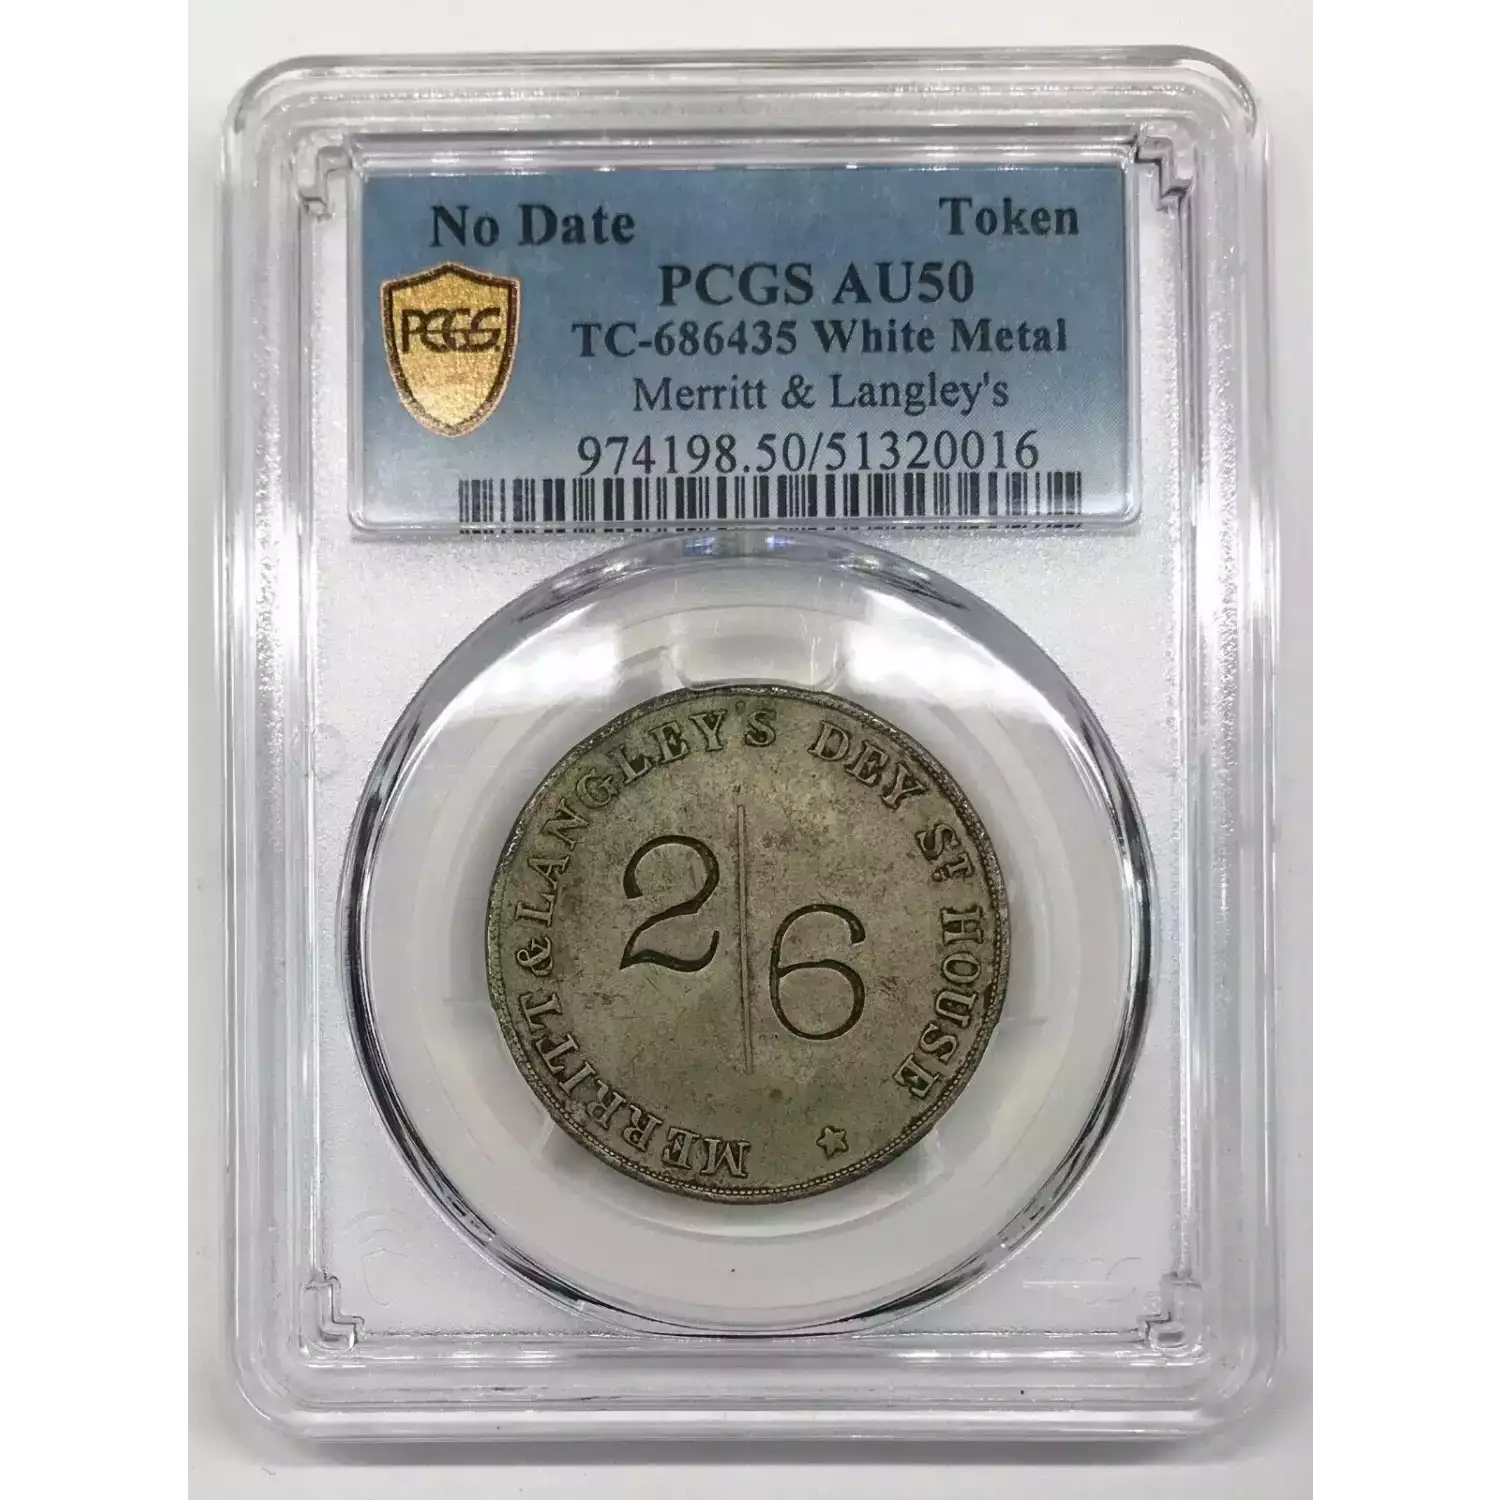 No Date Token
PCGS AU50
PCGS
TC-686435 White Metal
Merritt & Langley's
974198.50/51320016
MERRITT & LANGLEY'S DEY ST. HOUSE
2/6